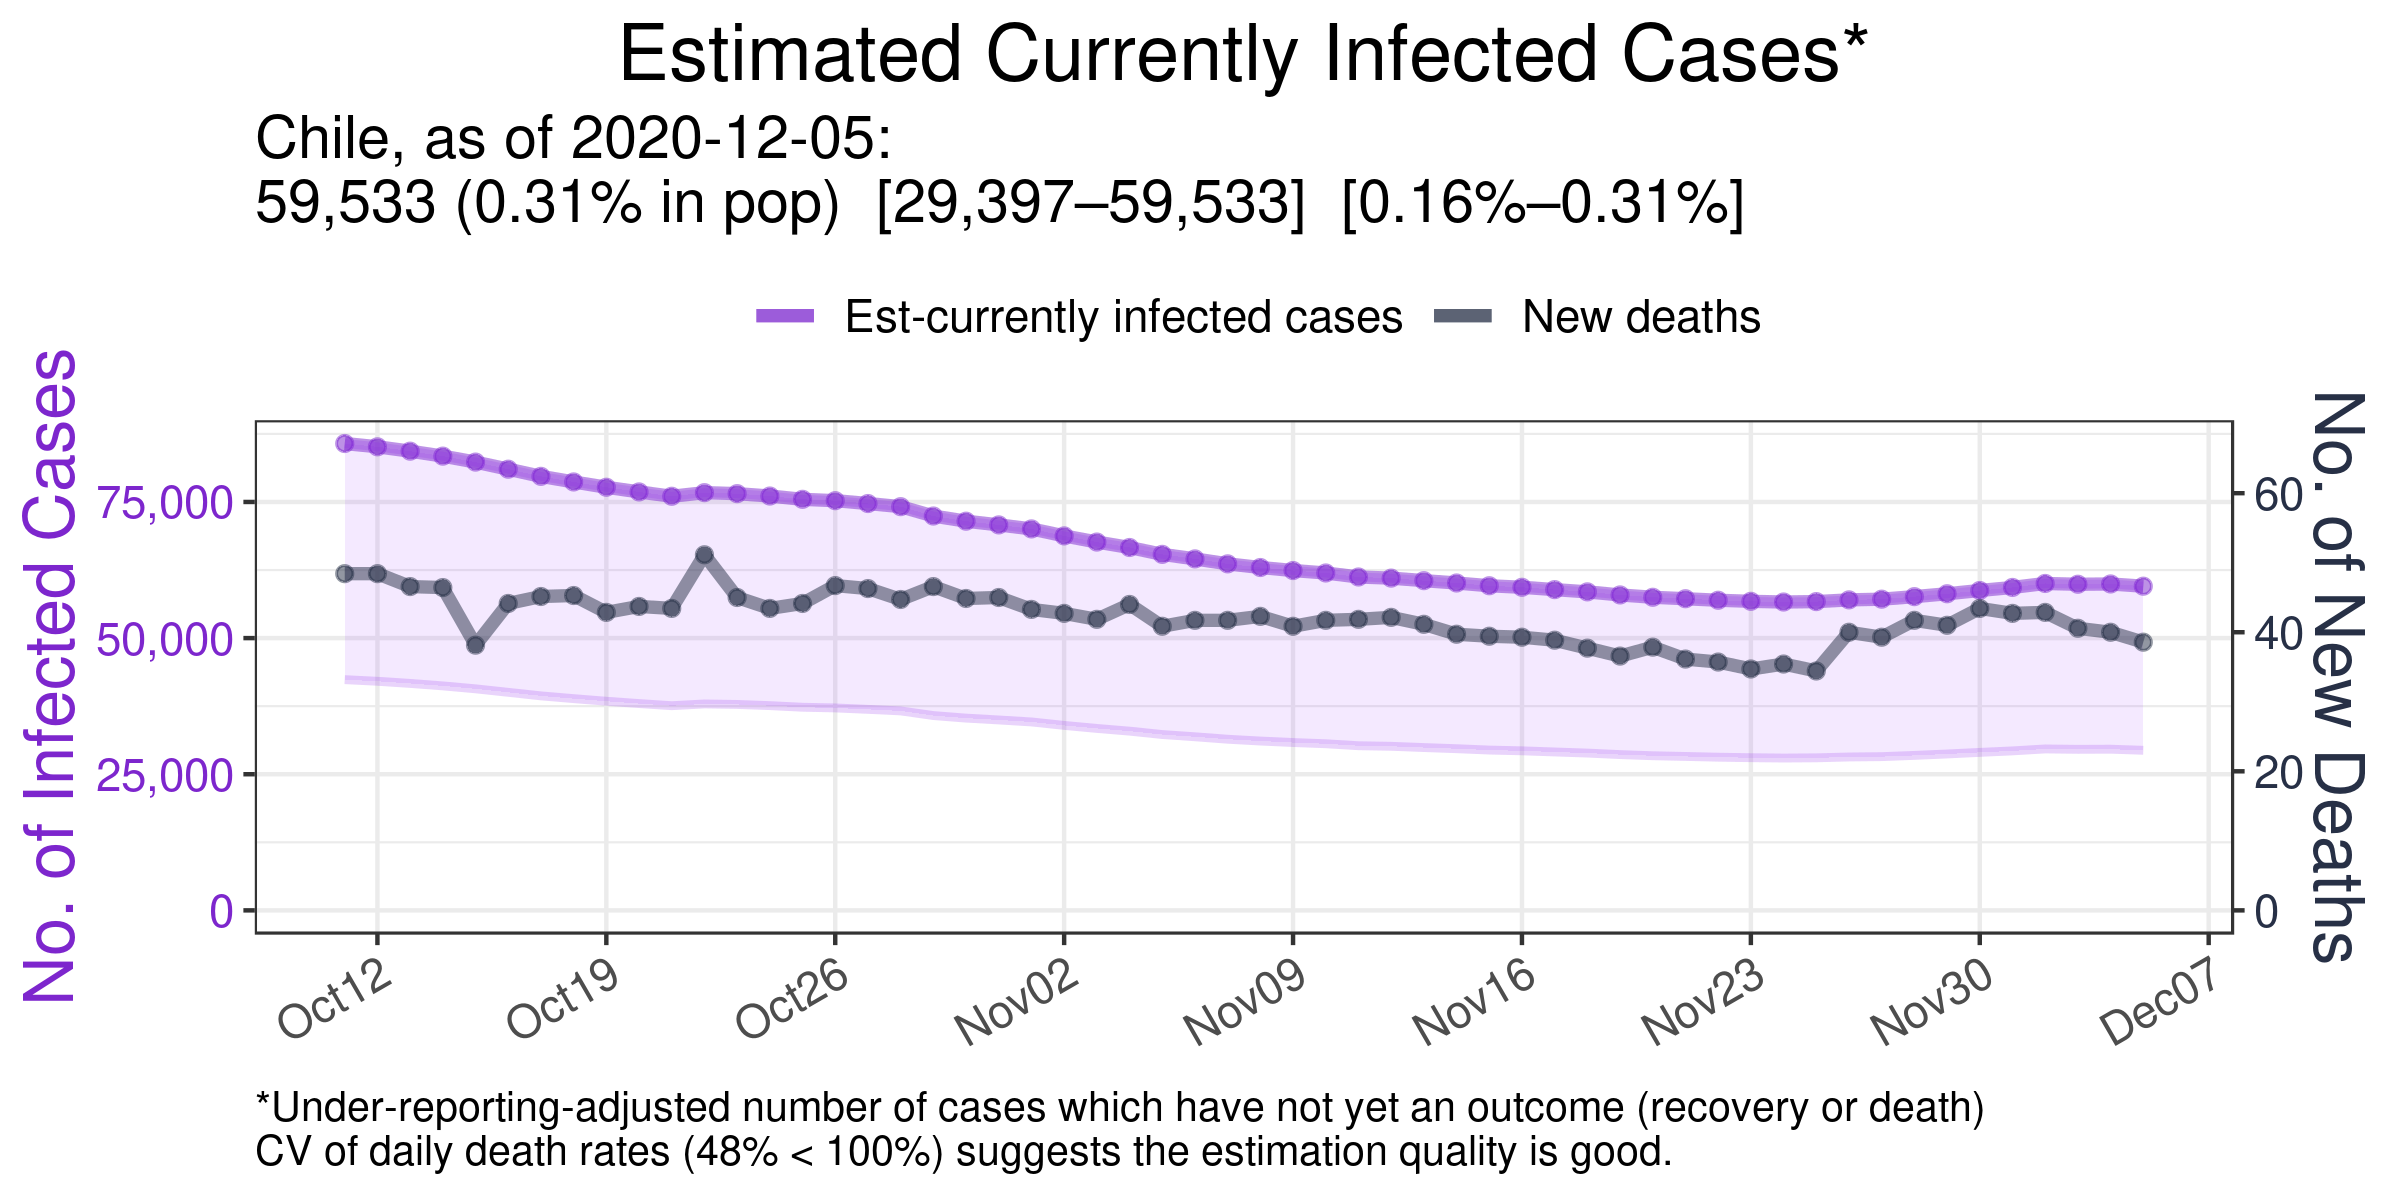 Estimated Currently Infected Cases*
Chile, as of 2020-12-05:
59,533 (0.31% in pop)  [29,397–59,533]  [0.16%–0.31%]
Est-currently infected cases
New deaths
No. of Infected Cases
75,000
50,000
25,000
0
60
40
20
0
No. of New Deaths
Oct12
Oct19
Oct26
Nov02
Nov09
Nov16
Nov23
Nov30
Dec07
*Under-reporting-adjusted number of cases which have not yet an outcome (recovery or death)
CV of daily death rates (48% < 100%) suggests the estimation quality is good.